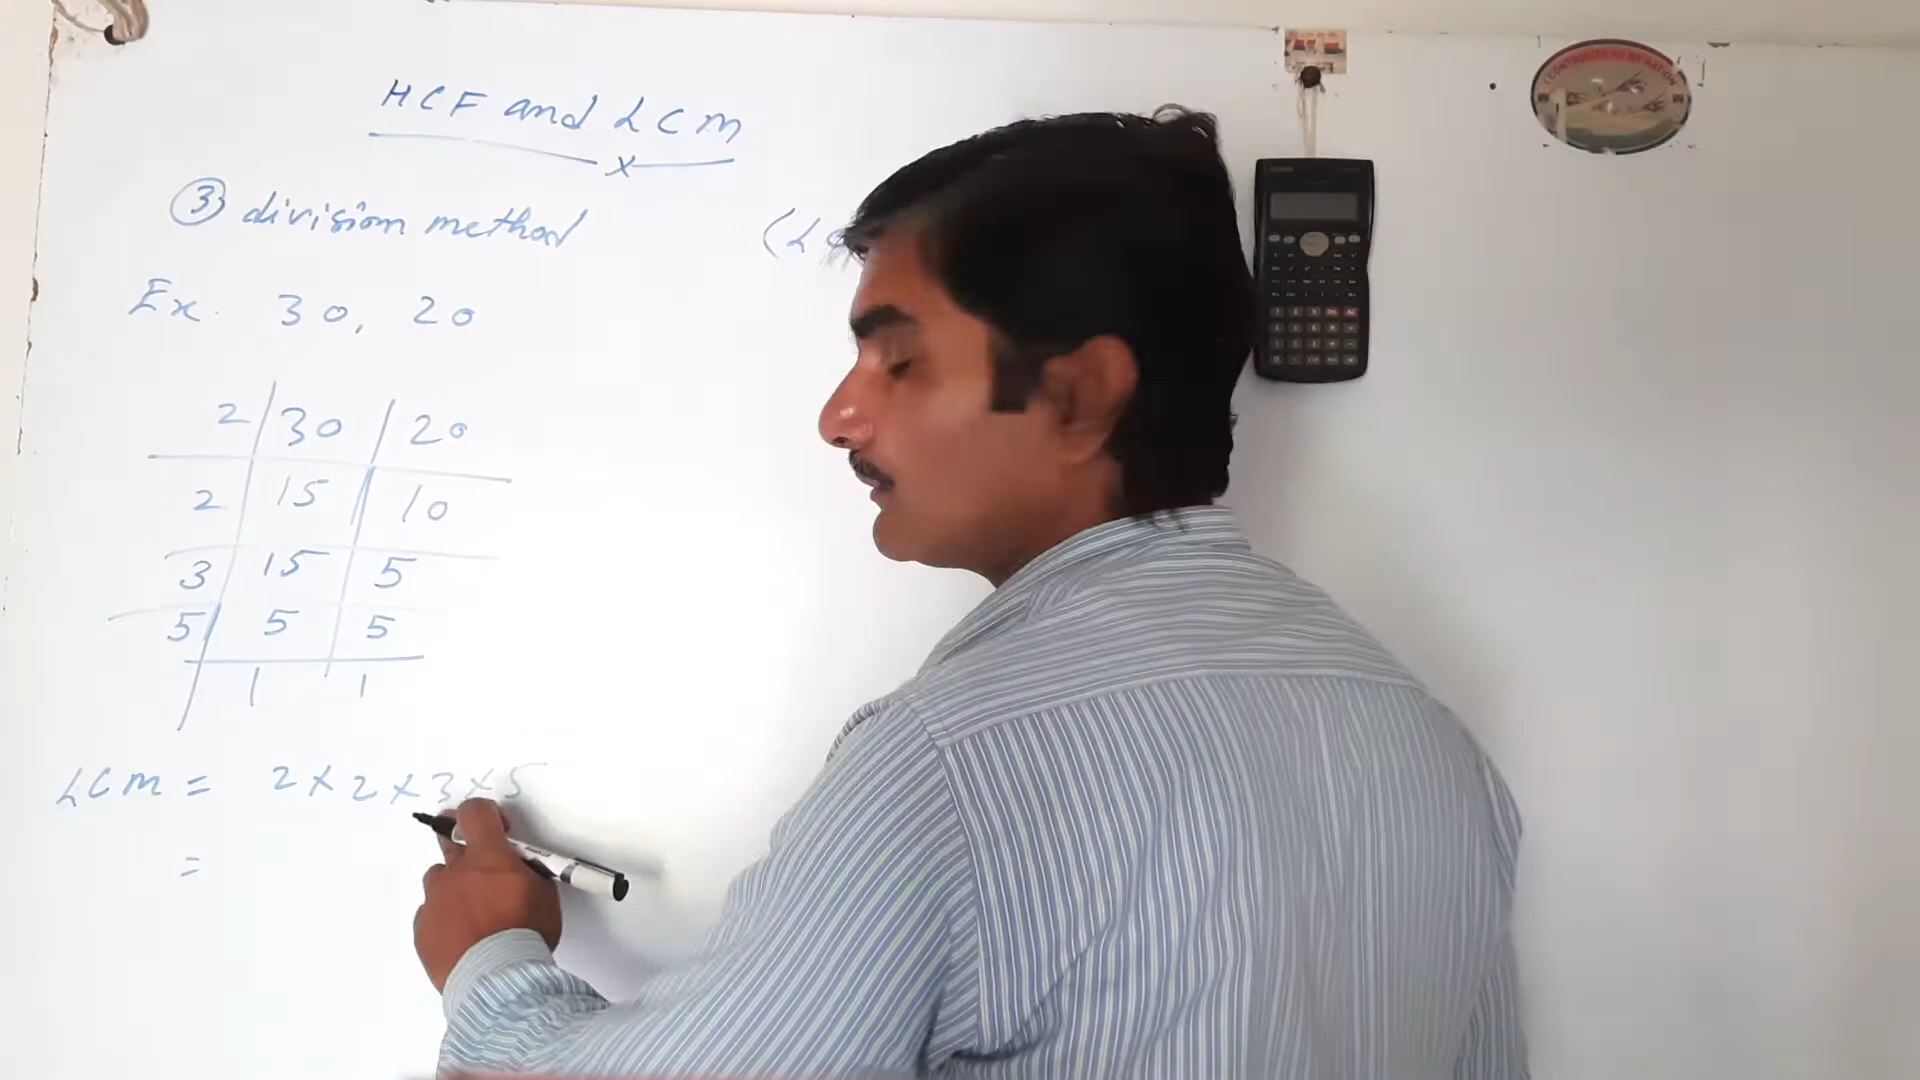 HCF and LCM
x
③ division method
(L
Ex. 30, 20
2 | 30 | 20
2 | 15 | 10
3 | 15 | 5
5 | 5 | 5
1 1
LCM = 2 x 2 x 3 x 5
=